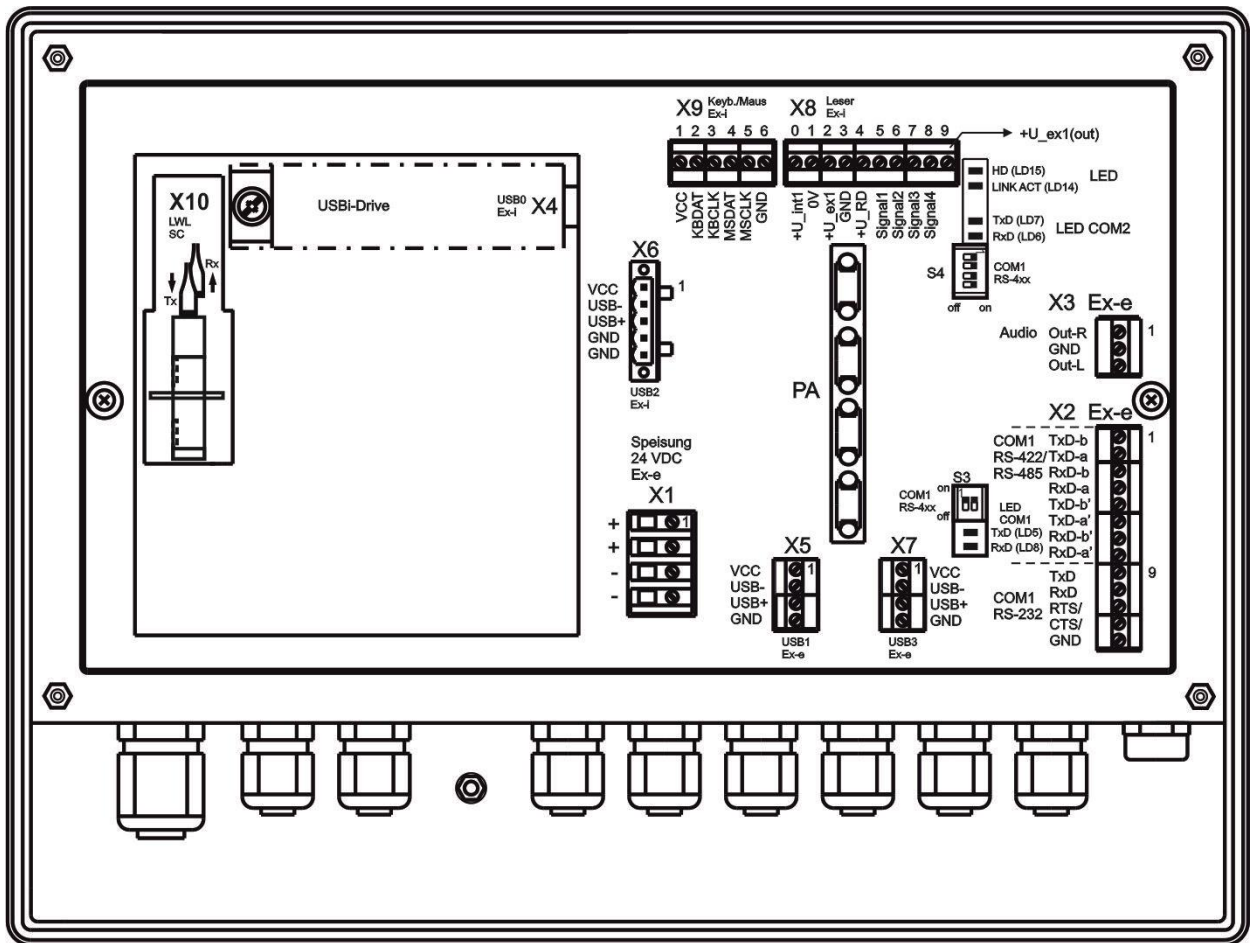 X9 Keyb./Maus
Ex-i
1 2 3 4 5 6
VCC
KBDAT
KBCLK
MSDAT
MSCLK
GND
X8 Leser
Ex-i
0 1 2 3 4 5 6 7 8 9
+U_ex1(out)
+U_int1
0V
+U_ex1
GND
+U_RD
Signal1
Signal2
Signal3
Signal4
HD (LD15)
LINK ACT (LD14)
LED
TxD (LD7)
RxD (LD6)
LED COM2
S4
COM1
RS-4xx
off on
X10
LWL
SC
Rx
Tx
USBi-Drive
USB0
Ex-i
X4
X6
1
VCC
USB-
USB+
GND
GND
USB2
Ex-i
PA
X3 Ex-e
Audio Out-R 1
GND
Out-L
X2 Ex-e
COM1 TxD-b 1
RS-422/ TxD-a
RS-485 RxD-b
RxD-a
TxD-b'
TxD-a'
RxD-b'
RxD-a'
TxD 9
COM1 RxD
RS-232 RTS/
CTS/
GND
S3
on
1
COM1
RS-4xx
off
LED
COM1
TxD (LD5)
RxD (LD8)
Speisung
24 VDC
Ex-e
X1
+ 1
+
-
-
X5
VCC 1
USB-
USB+
GND
USB1
Ex-e
X7
1 VCC
USB-
USB+
GND
USB3
Ex-e